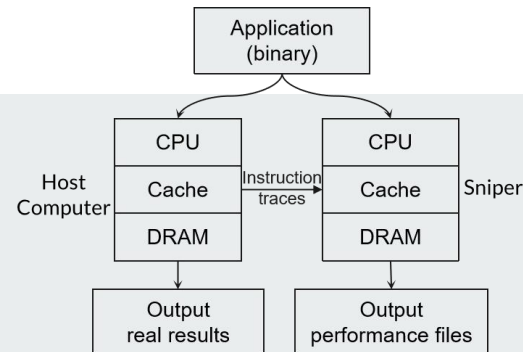 Application
(binary)
Host
Computer
CPU
Cache
DRAM
Instruction
traces
CPU
Cache
DRAM
Sniper
Output
real results
Output
performance files